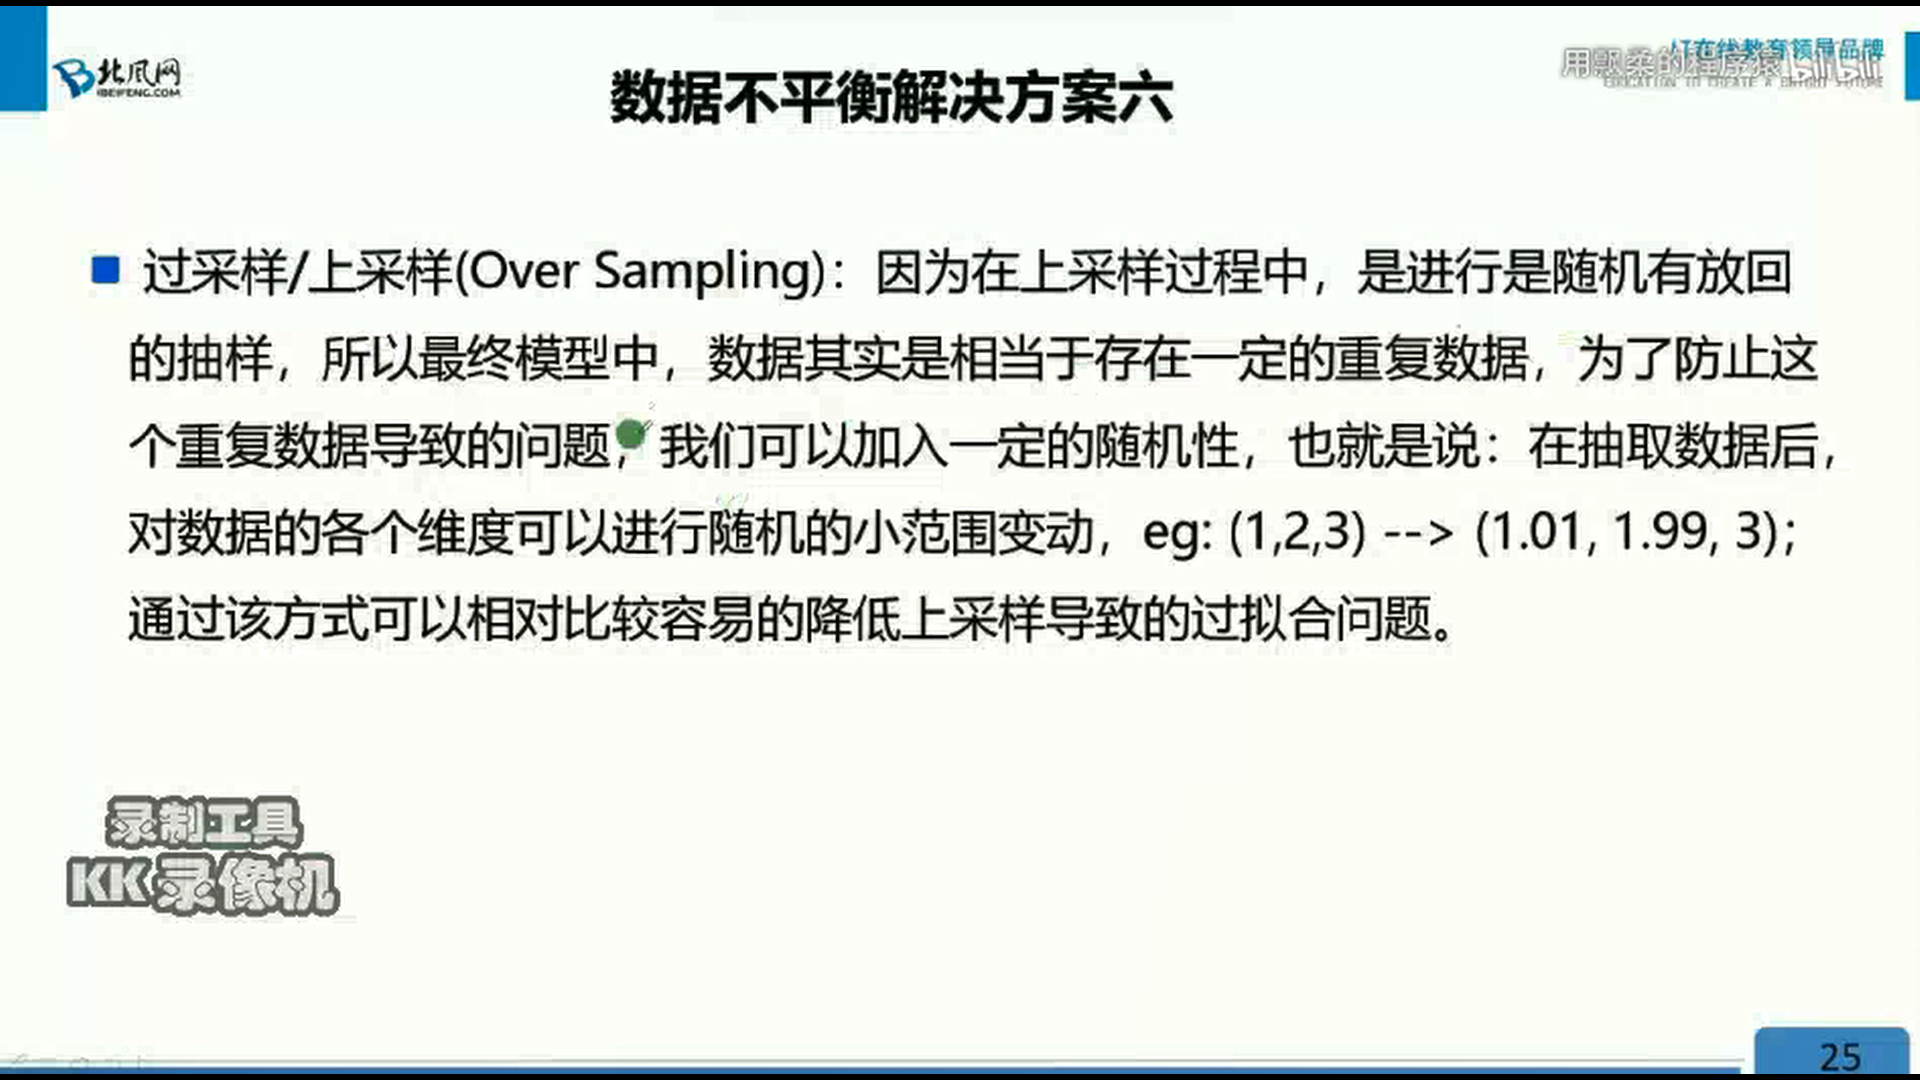 北风网
IBEIFENG.COM
IT在线教育领导品牌
用飘柔的程序猿 bilibili
数据不平衡解决方案六
过采样/上采样(Over Sampling)：因为在上采样过程中，是进行是随机有放回
的抽样，所以最终模型中，数据其实是相当于存在一定的重复数据，为了防止这
个重复数据导致的问题，我们可以加入一定的随机性，也就是说：在抽取数据后，
对数据的各个维度可以进行随机的小范围变动，eg: (1,2,3) --> (1.01, 1.99, 3)；
通过该方式可以相对比较容易的降低上采样导致的过拟合问题。
录制工具
KK录像机
25